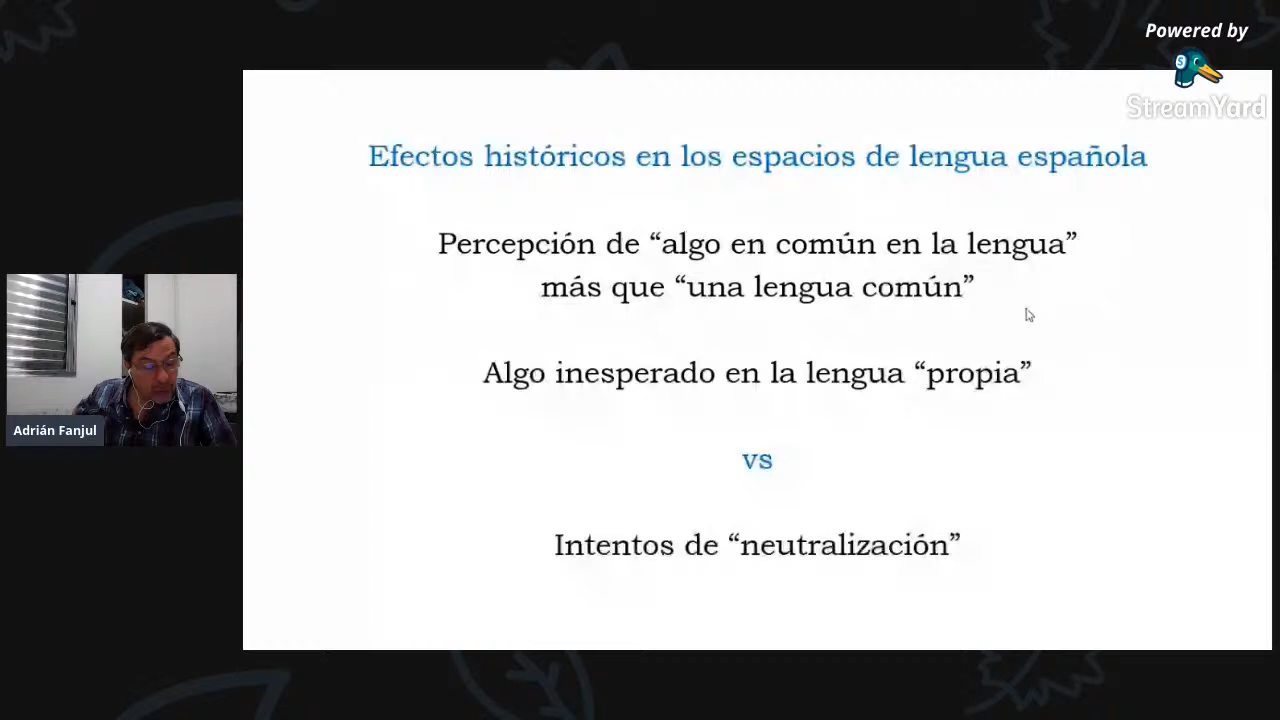 Powered by
StreamYard
Efectos históricos en los espacios de lengua española
Percepción de “algo en común en la lengua”
más que “una lengua común”
Algo inesperado en la lengua “propia”
vs
Intentos de “neutralización”
Adrián Fanjul